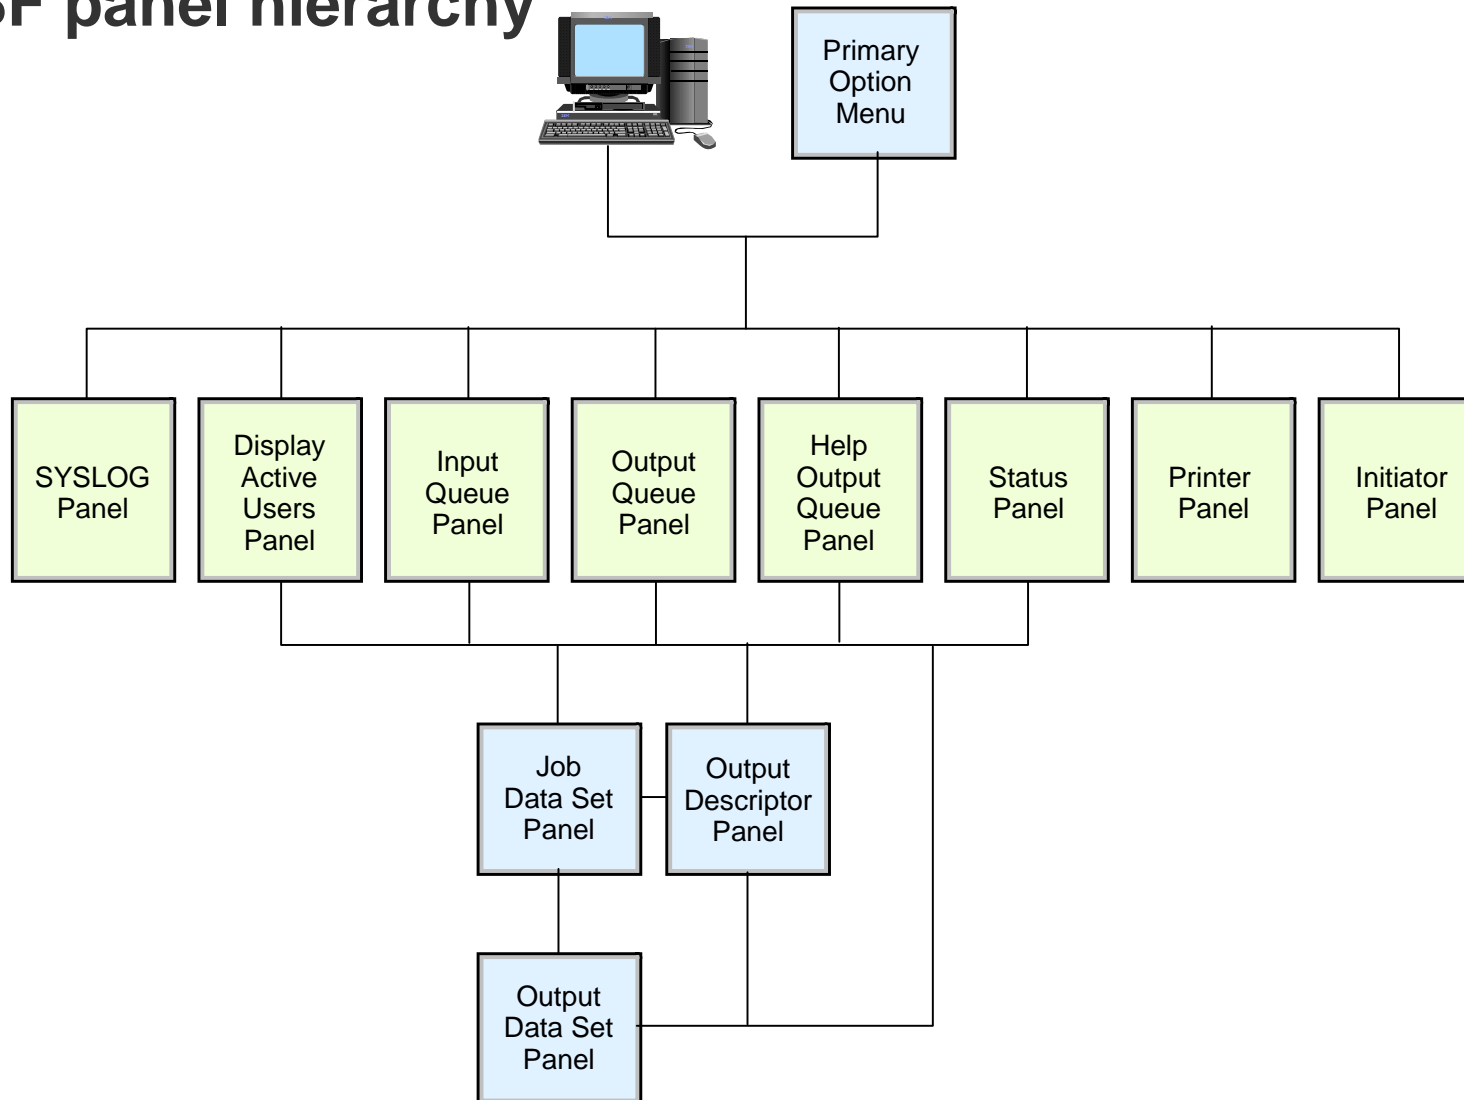 SF panel hierarchy
Primary
Option
Menu
SYSLOG
Panel
Display
Active
Users
Panel
Input
Queue
Panel
Output
Queue
Panel
Help
Output
Queue
Panel
Status
Panel
Printer
Panel
Initiator
Panel
Job
Data Set
Panel
Output
Descriptor
Panel
Output
Data Set
Panel